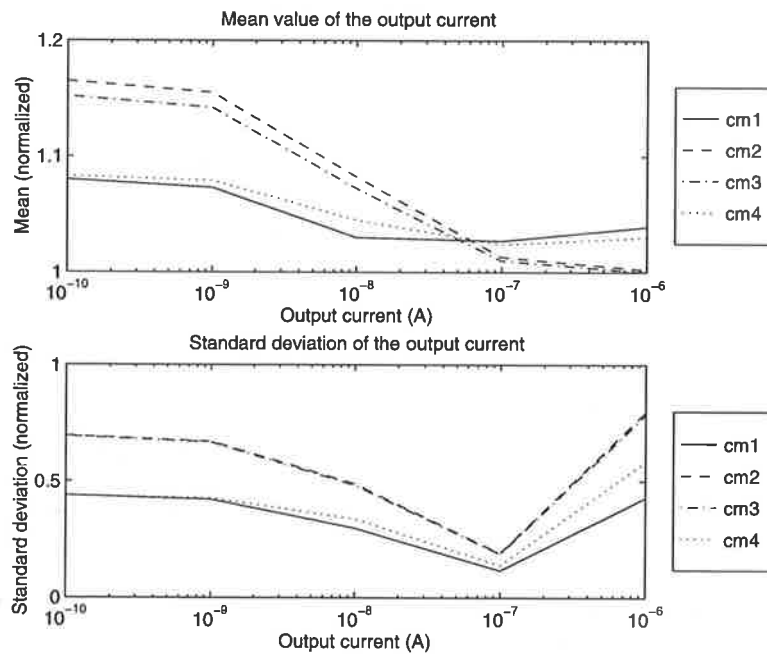 Mean value of the output current
1.2
1.1
1
Mean (normalized)
10^-10
10^-9
10^-8
10^-7
10^-6
Output current (A)
cm1
cm2
cm3
cm4
Standard deviation of the output current
1
0.5
0
Standard deviation (normalized)
10^-10
10^-9
10^-8
10^-7
10^-6
Output current (A)
cm1
cm2
cm3
cm4